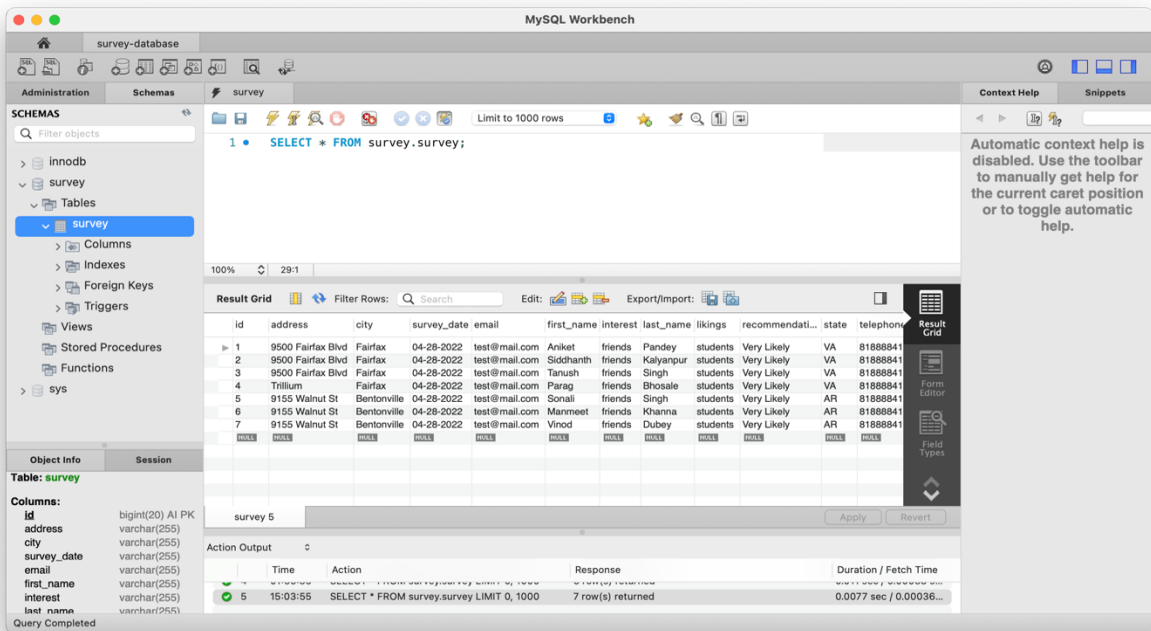 MySQL Workbench
survey-database
Administration Schemas survey Context Help Snippets
SCHEMAS
Filter objects
Limit to 1000 rows
1 SELECT * FROM survey.survey;
innodb
survey
Tables
survey
Columns
Indexes
Foreign Keys
Triggers
Views
Stored Procedures
Functions
sys
Automatic context help is
disabled. Use the toolbar
to manually get help for
the current caret position
or to toggle automatic
help.
100% 29:1
Result Grid Filter Rows: Search Edit: Export/Import:
id address city survey_date email first_name interest last_name likings recommendati... state telephone
1 9500 Fairfax Blvd Fairfax 04-28-2022 test@mail.com Aniket friends Pandey students Very Likely VA 81888841
2 9500 Fairfax Blvd Fairfax 04-28-2022 test@mail.com Siddhanth friends Kalyanpur students Very Likely VA 81888841
3 9500 Fairfax Blvd Fairfax 04-28-2022 test@mail.com Tanush friends Singh students Very Likely VA 81888841
4 Trillium Fairfax 04-28-2022 test@mail.com Parag friends Bhosale students Very Likely VA 81888841
5 9155 Walnut St Bentonville 04-28-2022 test@mail.com Sonali friends Singh students Very Likely AR 81888841
6 9155 Walnut St Bentonville 04-28-2022 test@mail.com Manmeet friends Khanna students Very Likely AR 81888841
7 9155 Walnut St Bentonville 04-28-2022 test@mail.com Vinod friends Dubey students Very Likely AR 81888841
NULL NULL NULL NULL NULL NULL NULL NULL NULL NULL NULL NULL
Result
Grid
Form
Editor
Field
Types
Object Info Session
Table: survey
Columns:
id bigint(20) AI PK
address varchar(255)
city varchar(255)
survey_date varchar(255)
email varchar(255)
first_name varchar(255)
interest varchar(255)
last_name varchar(255)
survey 5 Apply Revert
Action Output
Time Action Response Duration / Fetch Time
5 15:03:55 SELECT * FROM survey.survey LIMIT 0, 1000 7 row(s) returned 0.0077 sec / 0.00036...
Query Completed